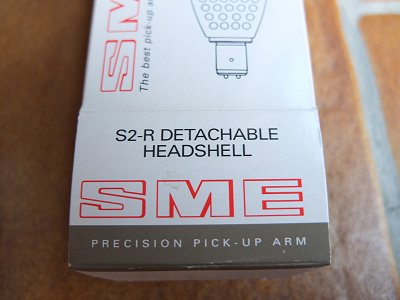 SME
The best pick-up a
S2-R DETACHABLE
HEADSHELL
SME
PRECISION PICK-UP ARM